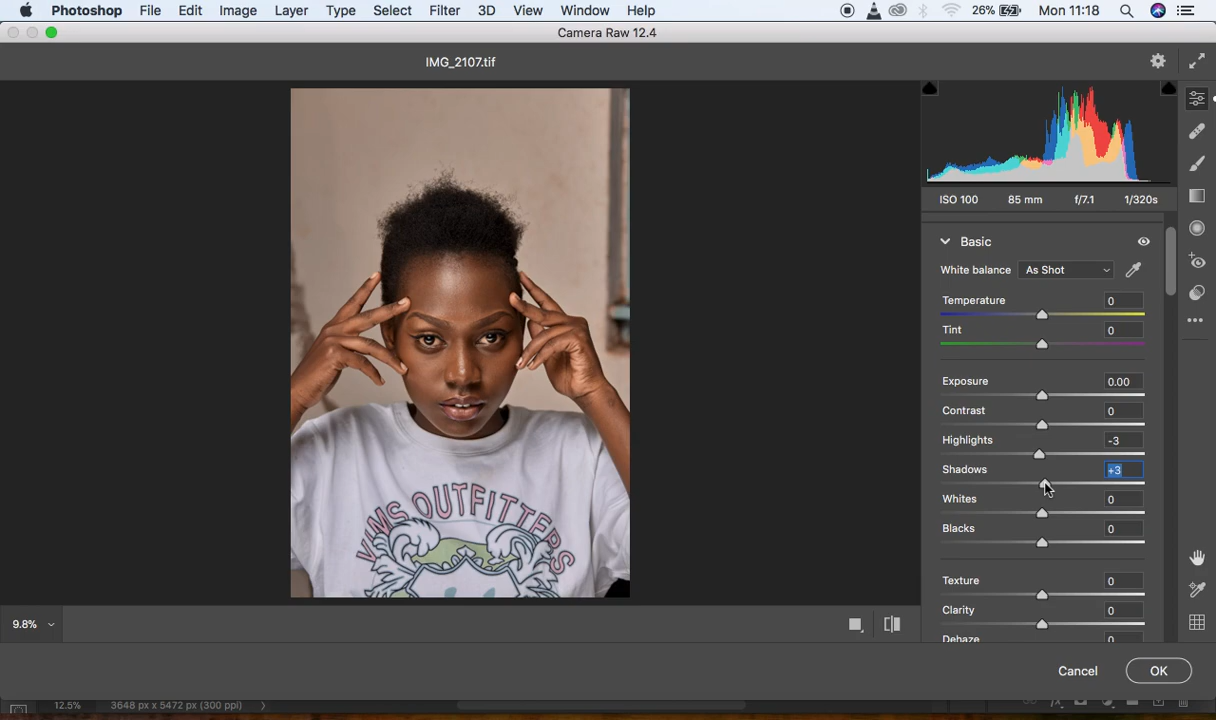 Photoshop File Edit Image Layer Type Select Filter 3D View Window Help 26% Mon 11:18
Camera Raw 12.4
IMG_2107.tif
ISO 100 85 mm f/7.1 1/320s
Basic
White balance As Shot
Temperature 0
Tint 0
Exposure 0.00
Contrast 0
Highlights -3
Shadows +3
Whites 0
Blacks 0
Texture 0
Clarity 0
Dehaze 0
VIMS OUTFITTERS
9.8%
Cancel OK
12.5% 3648 px x 5472 px (300 ppi)